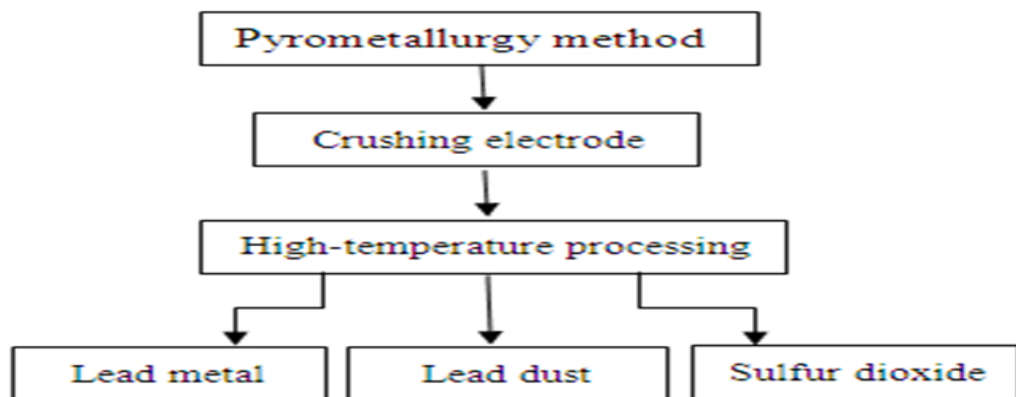 Pyrometallurgy method
Crushing electrode
High-temperature processing
Lead metal
Lead dust
Sulfur dioxide